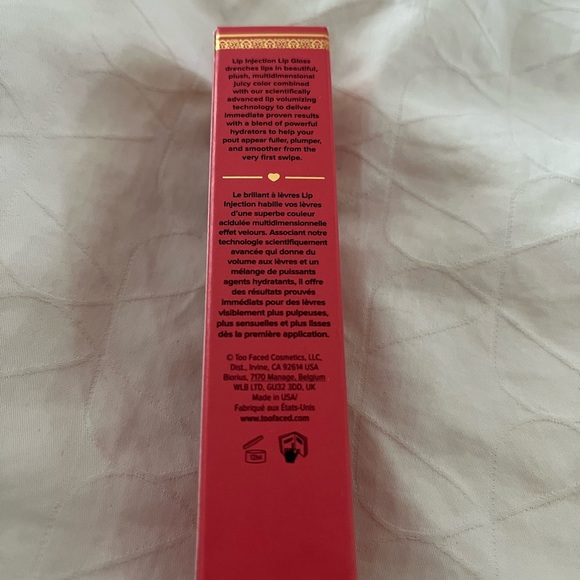 Lip Injection Lip Gloss
drenches lips in beautiful,
plush, multidimensional
juicy color combined
with our scientifically
advanced lip volumizing
technology to deliver
immediate proven results
with a blend of powerful
hydrators to help your
pout appear fuller, plumper,
and smoother from the
very first swipe.
Le brillant à lèvres Lip
Injection habille vos lèvres
d'une superbe couleur
acidulée multidimensionnelle
effet velours. Associant notre
technologie scientifiquement
avancée qui donne du
volume aux lèvres et un
mélange de puissants
agents hydratants, il offre
des résultats prouvés
immédiats pour des lèvres
visiblement plus pulpeuses,
plus sensuelles et plus lisses
dès la première application.
© Too Faced Cosmetics, LLC,
Dist., Irvine, CA 92614 USA
Biorius, 7170 Manage, Belgium
WLB LTD, GU32 3DD, UK
Made in USA/
Fabriqué aux États-Unis
www.toofaced.com
12M